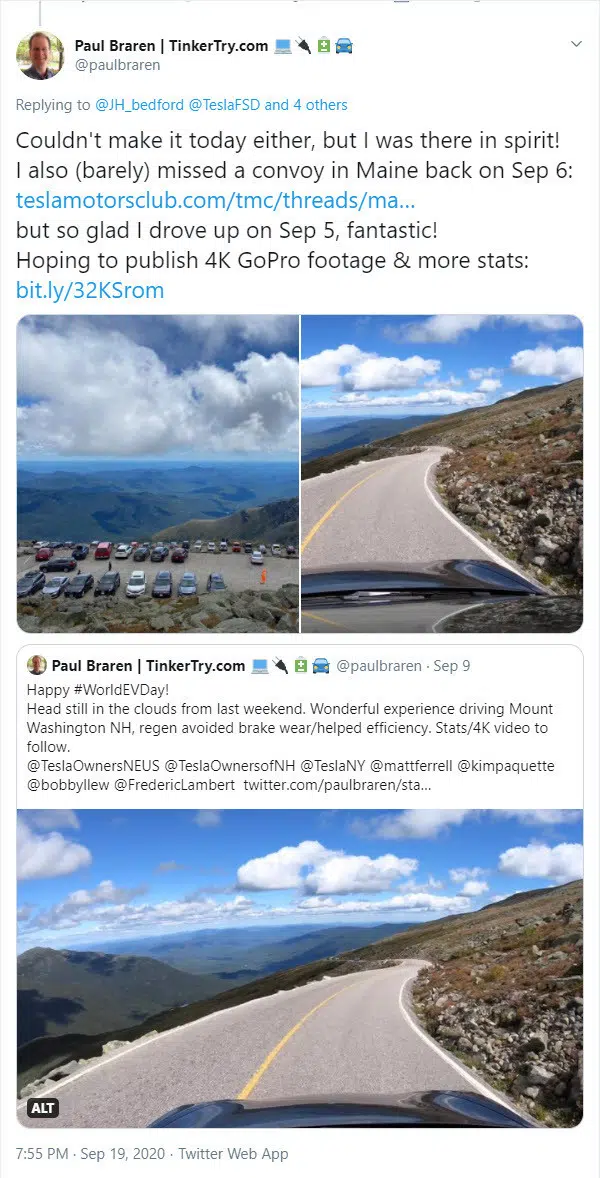 Paul Braren | TinkerTry.com 💻🔌🔋🚘
@paulbraren
Replying to @JH_bedford @TeslaFSD and 4 others
Couldn't make it today either, but I was there in spirit!
I also (barely) missed a convoy in Maine back on Sep 6:
teslamotorsclub.com/tmc/threads/ma...
but so glad I drove up on Sep 5, fantastic!
Hoping to publish 4K GoPro footage & more stats:
bit.ly/32KSrom
Paul Braren | TinkerTry.com 💻🔌🔋🚘 @paulbraren · Sep 9
Happy #WorldEVDay!
Head still in the clouds from last weekend. Wonderful experience driving Mount
Washington NH, regen avoided brake wear/helped efficiency. Stats/4K video to
follow.
@TeslaOwnersNEUS @TeslaOwnersofNH @TeslaNY @mattferrell @kimpaquette
@bobbyllew @FredericLambert twitter.com/paulbraren/sta...
ALT
7:55 PM · Sep 19, 2020 · Twitter Web App